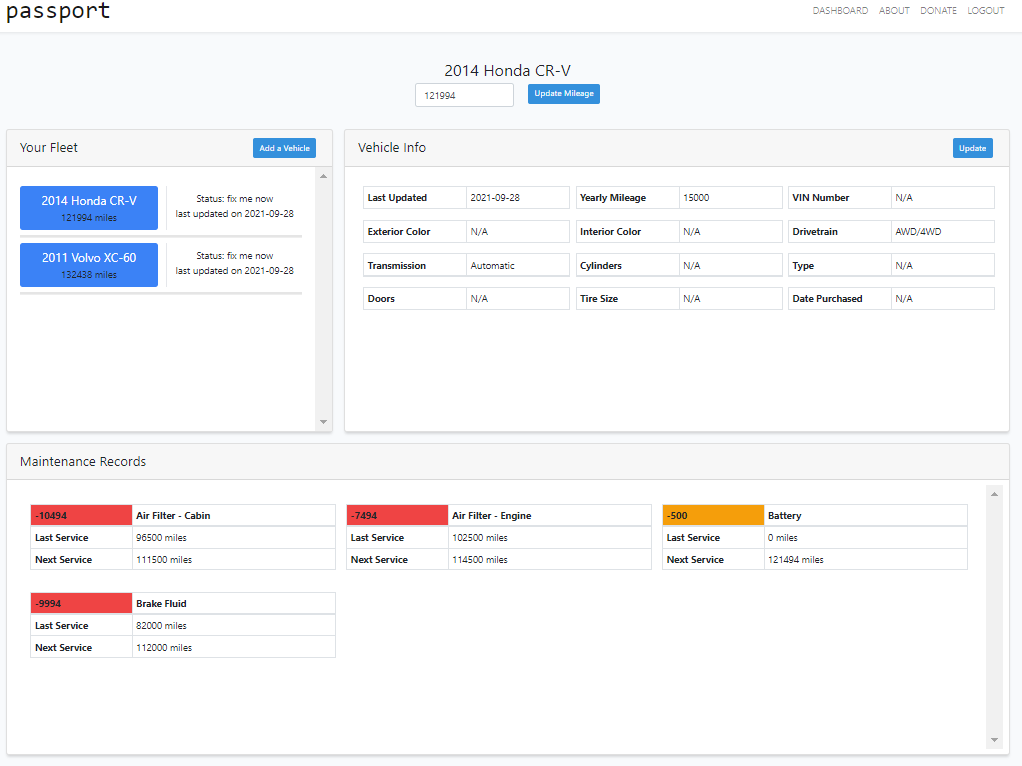 passport
DASHBOARD ABOUT DONATE LOGOUT
2014 Honda CR-V
121994 Update Mileage
Your Fleet Add a Vehicle
2014 Honda CR-V
121994 miles
Status: fix me now
last updated on 2021-09-28
2011 Volvo XC-60
132438 miles
Status: fix me now
last updated on 2021-09-28
Vehicle Info Update
Last Updated 2021-09-28 Yearly Mileage 15000 VIN Number N/A
Exterior Color N/A Interior Color N/A Drivetrain AWD/4WD
Transmission Automatic Cylinders N/A Type N/A
Doors N/A Tire Size N/A Date Purchased N/A
Maintenance Records
-10494 Air Filter - Cabin
Last Service 96500 miles
Next Service 111500 miles
-7494 Air Filter - Engine
Last Service 102500 miles
Next Service 114500 miles
-500 Battery
Last Service 0 miles
Next Service 121494 miles
-9994 Brake Fluid
Last Service 82000 miles
Next Service 112000 miles